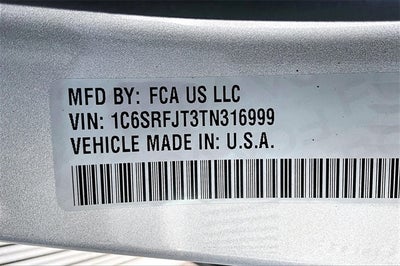 MFD BY: FCA US LLC
VIN: 1C6SRFJT3TN316999
VEHICLE MADE IN: U.S.A.